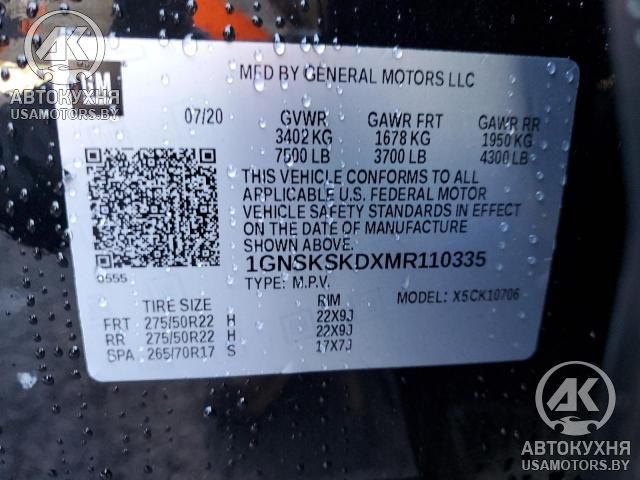 AK
АВТОКУХНЯ
USAMOTORS.BY
GM
MFD BY GENERAL MOTORS LLC
07/20 GVWR GAWR FRT GAWR RR
3402 KG 1678 KG 1950 KG
7500 LB 3700 LB 4300 LB
THIS VEHICLE CONFORMS TO ALL
APPLICABLE U.S. FEDERAL MOTOR
VEHICLE SAFETY STANDARDS IN EFFECT
ON THE DATE OF MANUFACTURE
SHOWN ABOVE.
0555 1GNSKSKDXMR110335
TYPE: M.P.V. MODEL: X5CK10706
TIRE SIZE RIM
FRT 275/50R22 H 22X9J
RR 275/50R22 H 22X9J
SPA 265/70R17 S 17X7J
AK
АВТОКУХНЯ
USAMOTORS.BY